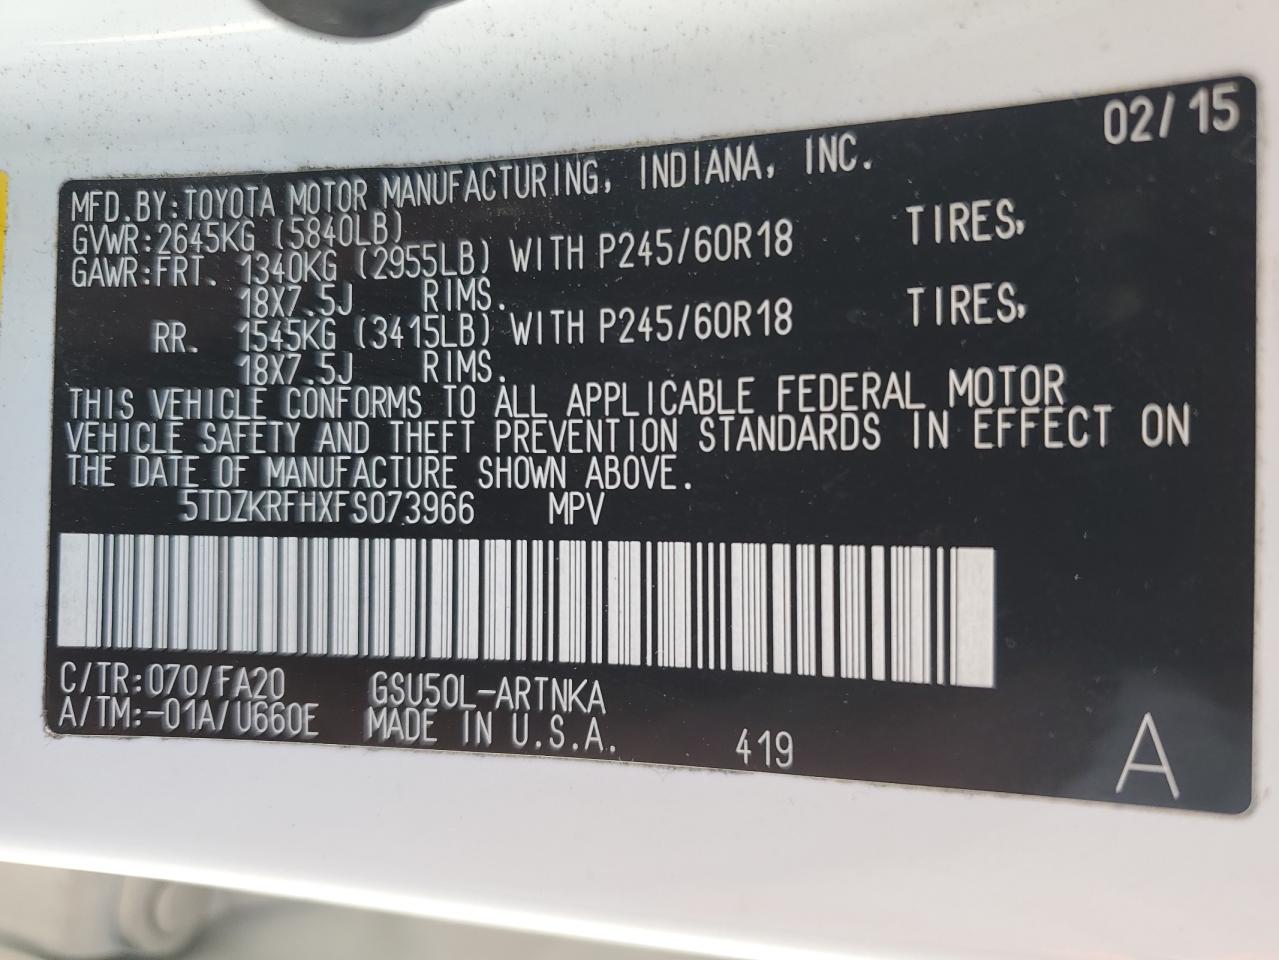 02/15
MFD.BY:TOYOTA MOTOR MANUFACTURING, INDIANA, INC.
GVWR:2645KG (5840LB)
GAWR:FRT. 1340KG (2955LB) WITH P245/60R18 TIRES,
18X7.5J RIMS.
RR. 1545KG (3415LB) WITH P245/60R18 TIRES,
18X7.5J RIMS.
THIS VEHICLE CONFORMS TO ALL APPLICABLE FEDERAL MOTOR
VEHICLE SAFETY AND THEFT PREVENTION STANDARDS IN EFFECT ON
THE DATE OF MANUFACTURE SHOWN ABOVE.
5TDZKRFHXFS073966 MPV
C/TR:070/FA20 GSU50L-ARTNKA
A/TM:-01A/U660E MADE IN U.S.A. 419 A